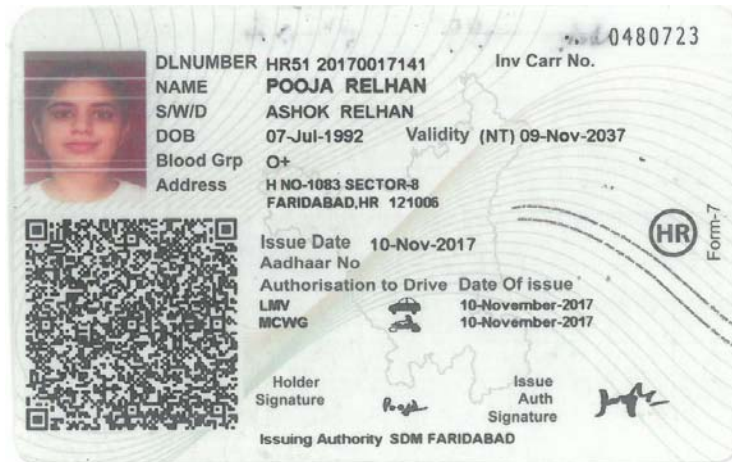 0480723
DLNUMBER HR51 20170017141 Inv Carr No.
NAME POOJA RELHAN
S/W/D ASHOK RELHAN
DOB 07-Jul-1992 Validity (NT) 09-Nov-2037
Blood Grp O+
Address H NO-1083 SECTOR-8
FARIDABAD,HR 121006
HR
Form-7
Issue Date 10-Nov-2017
Aadhaar No
Authorisation to Drive Date Of issue
LMV 10-November-2017
MCWG 10-November-2017
Holder Signature Pooja
Issue Auth Signature
Issuing Authority SDM FARIDABAD